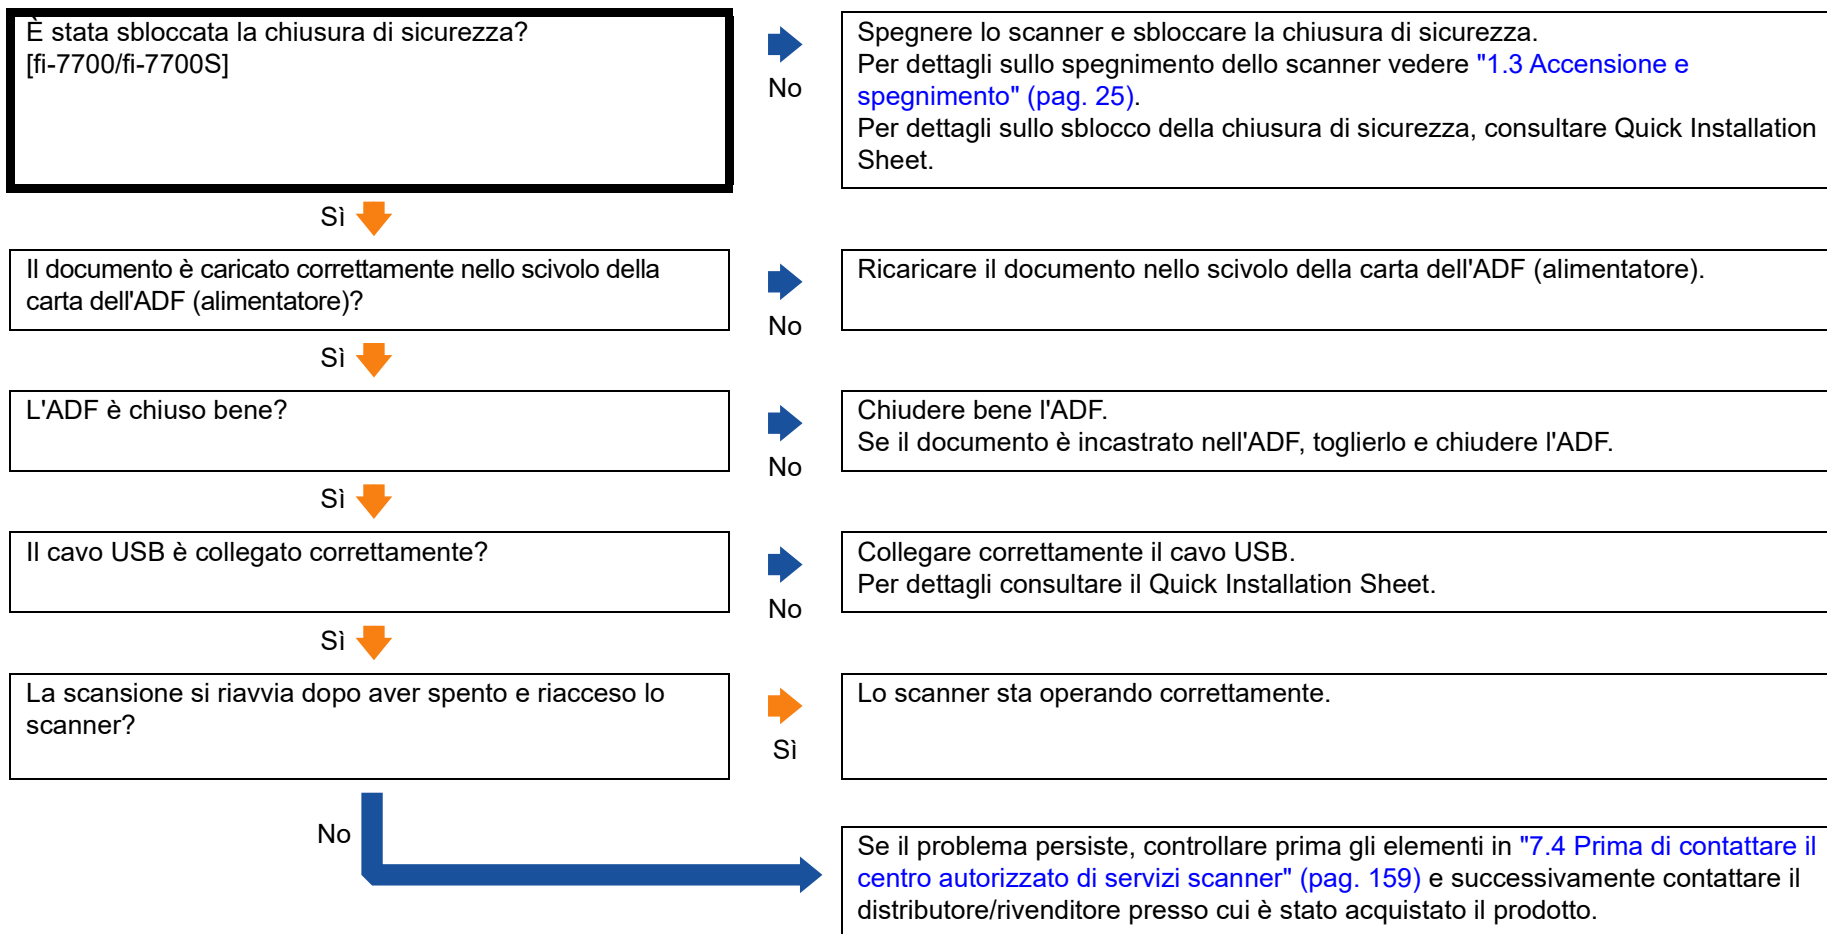 È stata sbloccata la chiusura di sicurezza?
[fi-7700/fi-7700S]
No
Spegnere lo scanner e sbloccare la chiusura di sicurezza.
Per dettagli sullo spegnimento dello scanner vedere "1.3 Accensione e
spegnimento" (pag. 25).
Per dettagli sullo sblocco della chiusura di sicurezza, consultare Quick Installation
Sheet.
Sì
Il documento è caricato correttamente nello scivolo della
carta dell'ADF (alimentatore)?
No
Ricaricare il documento nello scivolo della carta dell'ADF (alimentatore).
Sì
L'ADF è chiuso bene?
No
Chiudere bene l'ADF.
Se il documento è incastrato nell'ADF, toglierlo e chiudere l'ADF.
Sì
Il cavo USB è collegato correttamente?
No
Collegare correttamente il cavo USB.
Per dettagli consultare il Quick Installation Sheet.
Sì
La scansione si riavvia dopo aver spento e riacceso lo
scanner?
Sì
Lo scanner sta operando correttamente.
No
Se il problema persiste, controllare prima gli elementi in "7.4 Prima di contattare il
centro autorizzato di servizi scanner" (pag. 159) e successivamente contattare il
distributore/rivenditore presso cui è stato acquistato il prodotto.